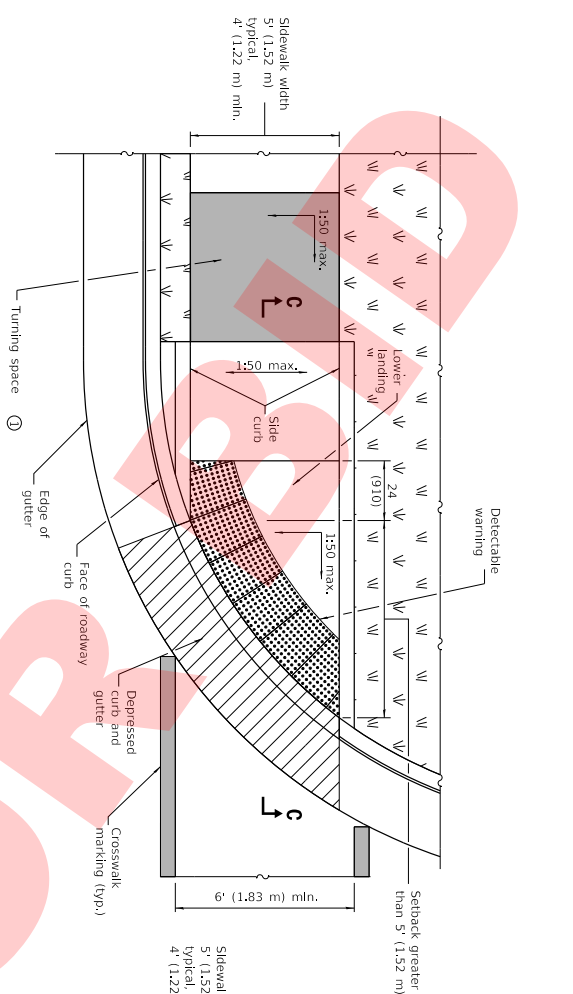 Sidewalk width
5' (1.52 m)
typical,
4' (1.22 m) min.
1:50 max.
C
Turning space
1
1:50 max.
Side
curb
Lower
landing
24
(910)
1:50 max.
Detectable
warning
Edge of
gutter
Face of roadway
curb
Depressed
curb and
gutter
Crosswalk
marking (typ.)
C
6' (1.83 m) min.
Setback greater
than 5' (1.52 m)
Sidewal
5' (1.52
typical,
4' (1.22
OR BID